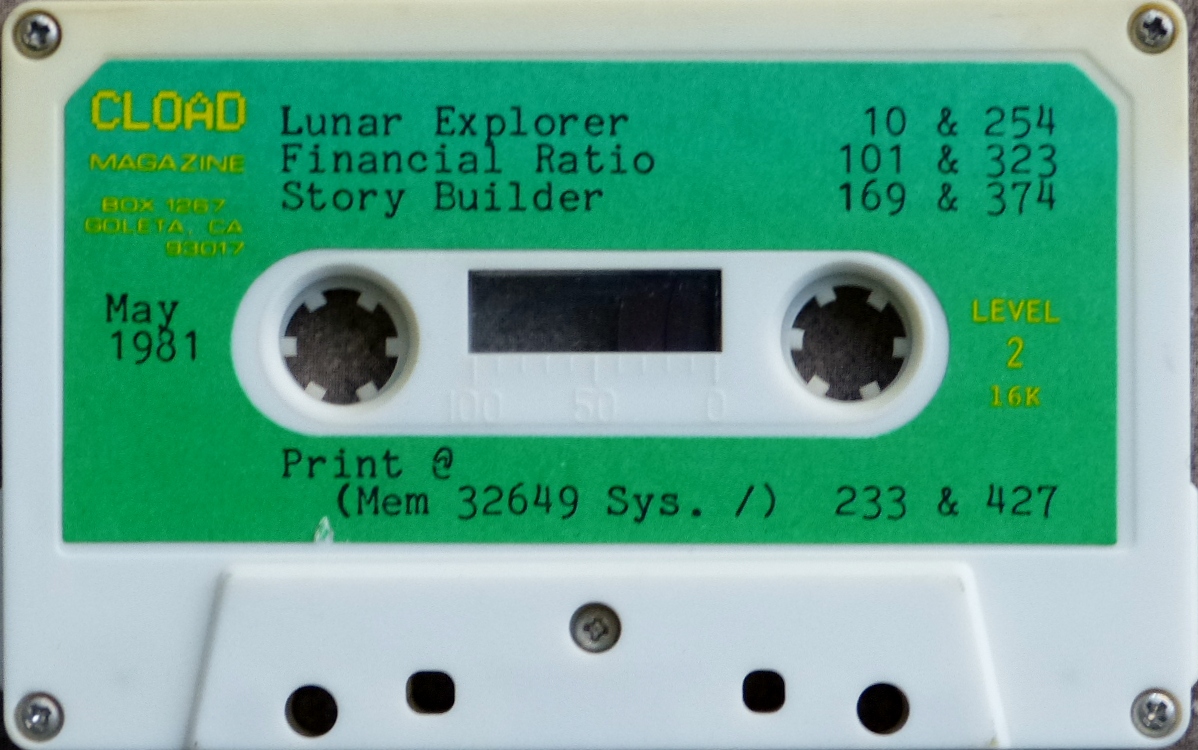 CLOAD
MAGAZINE
BOX 1267
GOLETA, CA
93017
Lunar Explorer 10 & 254
Financial Ratio 101 & 323
Story Builder 169 & 374
May
1981
100 50 0
LEVEL
2
16K
Print @
(Mem 32649 Sys. /) 233 & 427